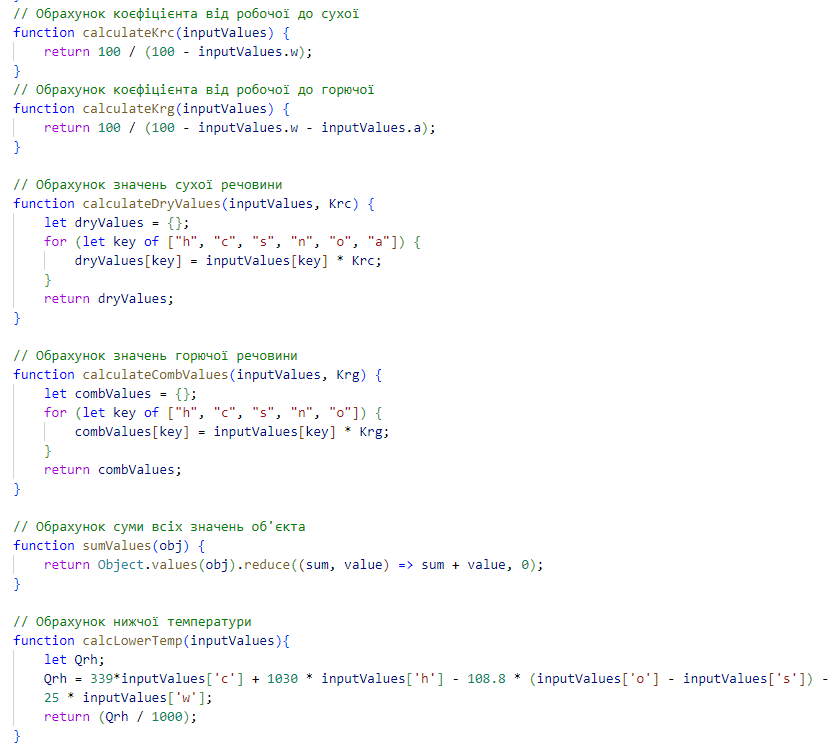 // Обрахунок коєфіцієнта від робочої до сухої
function calculateKrc(inputValues) {
    return 100 / (100 - inputValues.w);
}
// Обрахунок коєфіцієнта від робочої до горючої
function calculateKrg(inputValues) {
    return 100 / (100 - inputValues.w - inputValues.a);
}

// Обрахунок значень сухої речовини
function calculateDryValues(inputValues, Krc) {
    let dryValues = {};
    for (let key of ["h", "c", "s", "n", "o", "a"]) {
        dryValues[key] = inputValues[key] * Krc;
    }
    return dryValues;
}

// Обрахунок значень горючої речовини
function calculateCombValues(inputValues, Krg) {
    let combValues = {};
    for (let key of ["h", "c", "s", "n", "o"]) {
        combValues[key] = inputValues[key] * Krg;
    }
    return combValues;
}

// Обрахунок суми всіх значень об'єкта
function sumValues(obj) {
    return Object.values(obj).reduce((sum, value) => sum + value, 0);
}

// Обрахунок нижчої температури
function calcLowerTemp(inputValues){
    let Qrh;
    Qrh = 339*inputValues['c'] + 1030 * inputValues['h'] - 108.8 * (inputValues['o'] - inputValues['s']) -
    25 * inputValues['w'];
    return (Qrh / 1000);
}